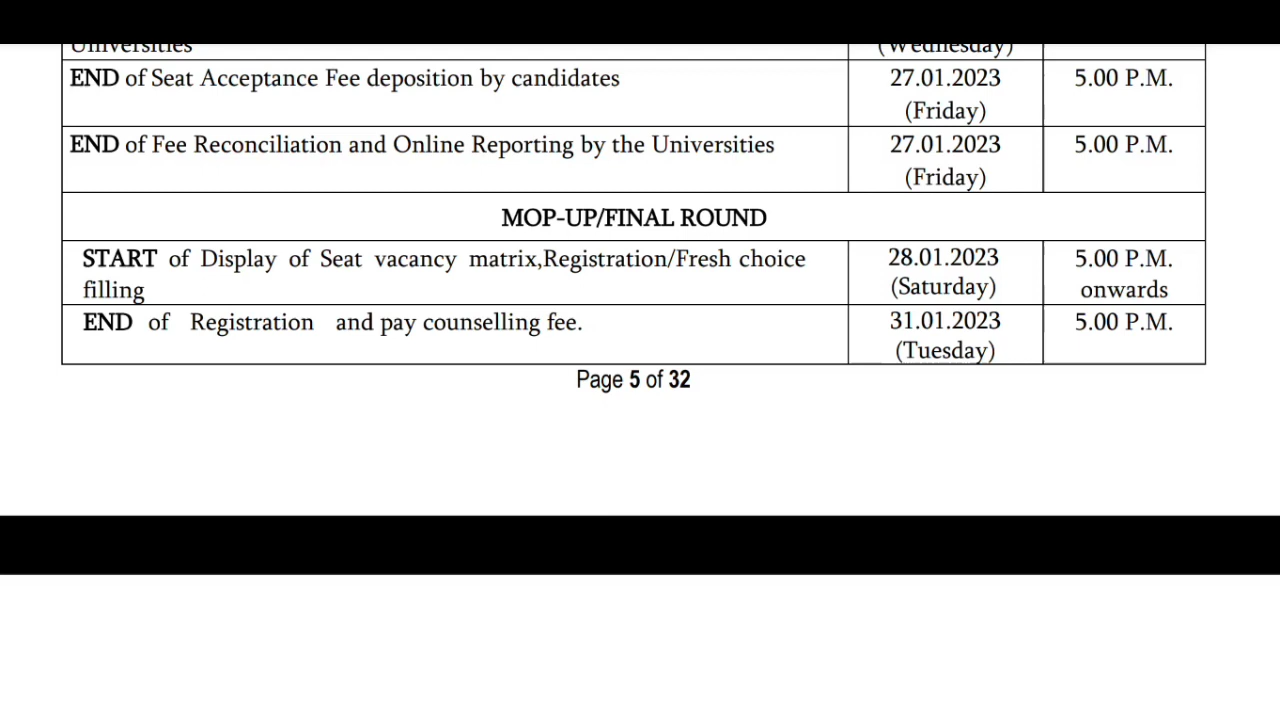 Universities
(Wednesday)
END of Seat Acceptance Fee deposition by candidates
27.01.2023
(Friday)
5.00 P.M.
END of Fee Reconciliation and Online Reporting by the Universities
27.01.2023
(Friday)
5.00 P.M.
MOP-UP/FINAL ROUND
START of Display of Seat vacancy matrix,Registration/Fresh choice
filling
28.01.2023
(Saturday)
5.00 P.M.
onwards
END of Registration and pay counselling fee.
31.01.2023
(Tuesday)
5.00 P.M.
Page 5 of 32